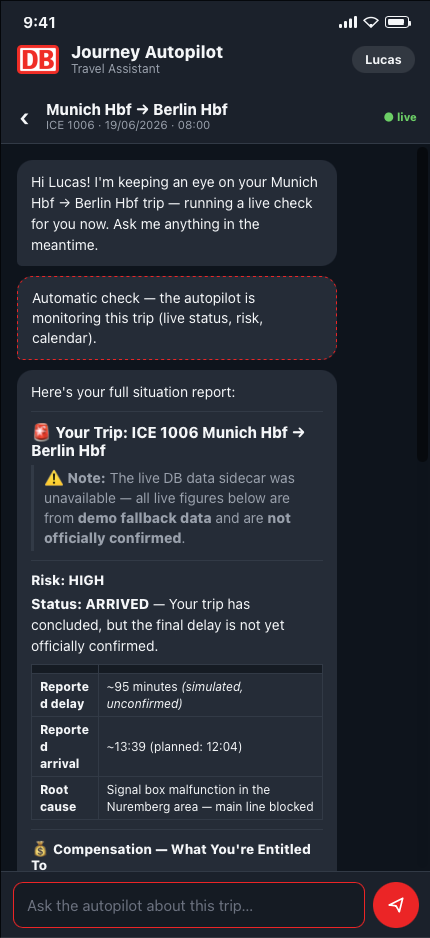 9:41
DB
Journey Autopilot
Travel Assistant
Lucas
Munich Hbf → Berlin Hbf
ICE 1006 · 19/06/2026 · 08:00
live
Hi Lucas! I'm keeping an eye on your Munich
Hbf → Berlin Hbf trip — running a live check
for you now. Ask me anything in the
meantime.
Automatic check — the autopilot is
monitoring this trip (live status, risk,
calendar).
Here's your full situation report:
🚨 Your Trip: ICE 1006 Munich Hbf →
Berlin Hbf
⚠️ Note: The live DB data sidecar was
unavailable — all live figures below are
from demo fallback data and are not
officially confirmed.
Risk: HIGH
Status: ARRIVED — Your trip has
concluded, but the final delay is not yet
officially confirmed.
Reporte
d delay
~95 minutes (simulated,
unconfirmed)
Reporte
d
arrival
~13:39 (planned: 12:04)
Root
cause
Signal box malfunction in the
Nuremberg area — main line blocked
💰 Compensation — What You're Entitled
To
Ask the autopilot about this trip...